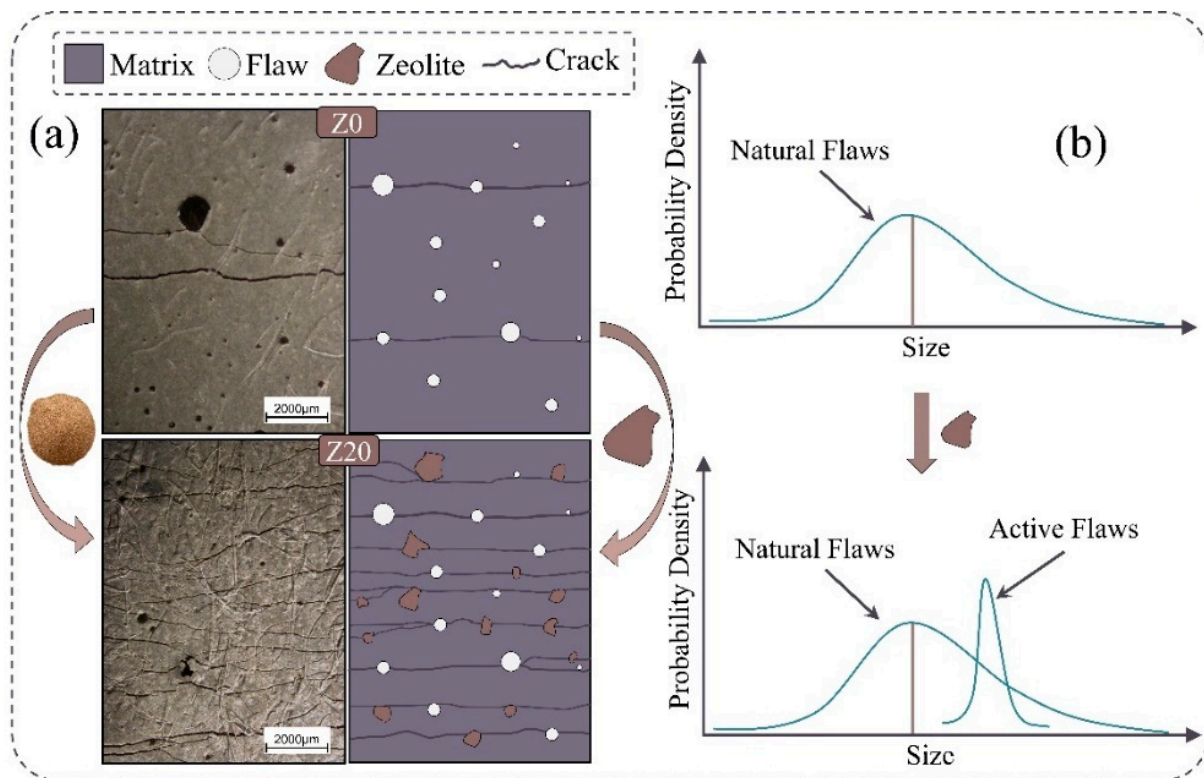 Matrix Flaw Zeolite Crack
(a)
Z0
2000μm
Z20
2000μm
(b)
Probability Density
Natural Flaws
Size
Probability Density
Natural Flaws
Active Flaws
Size